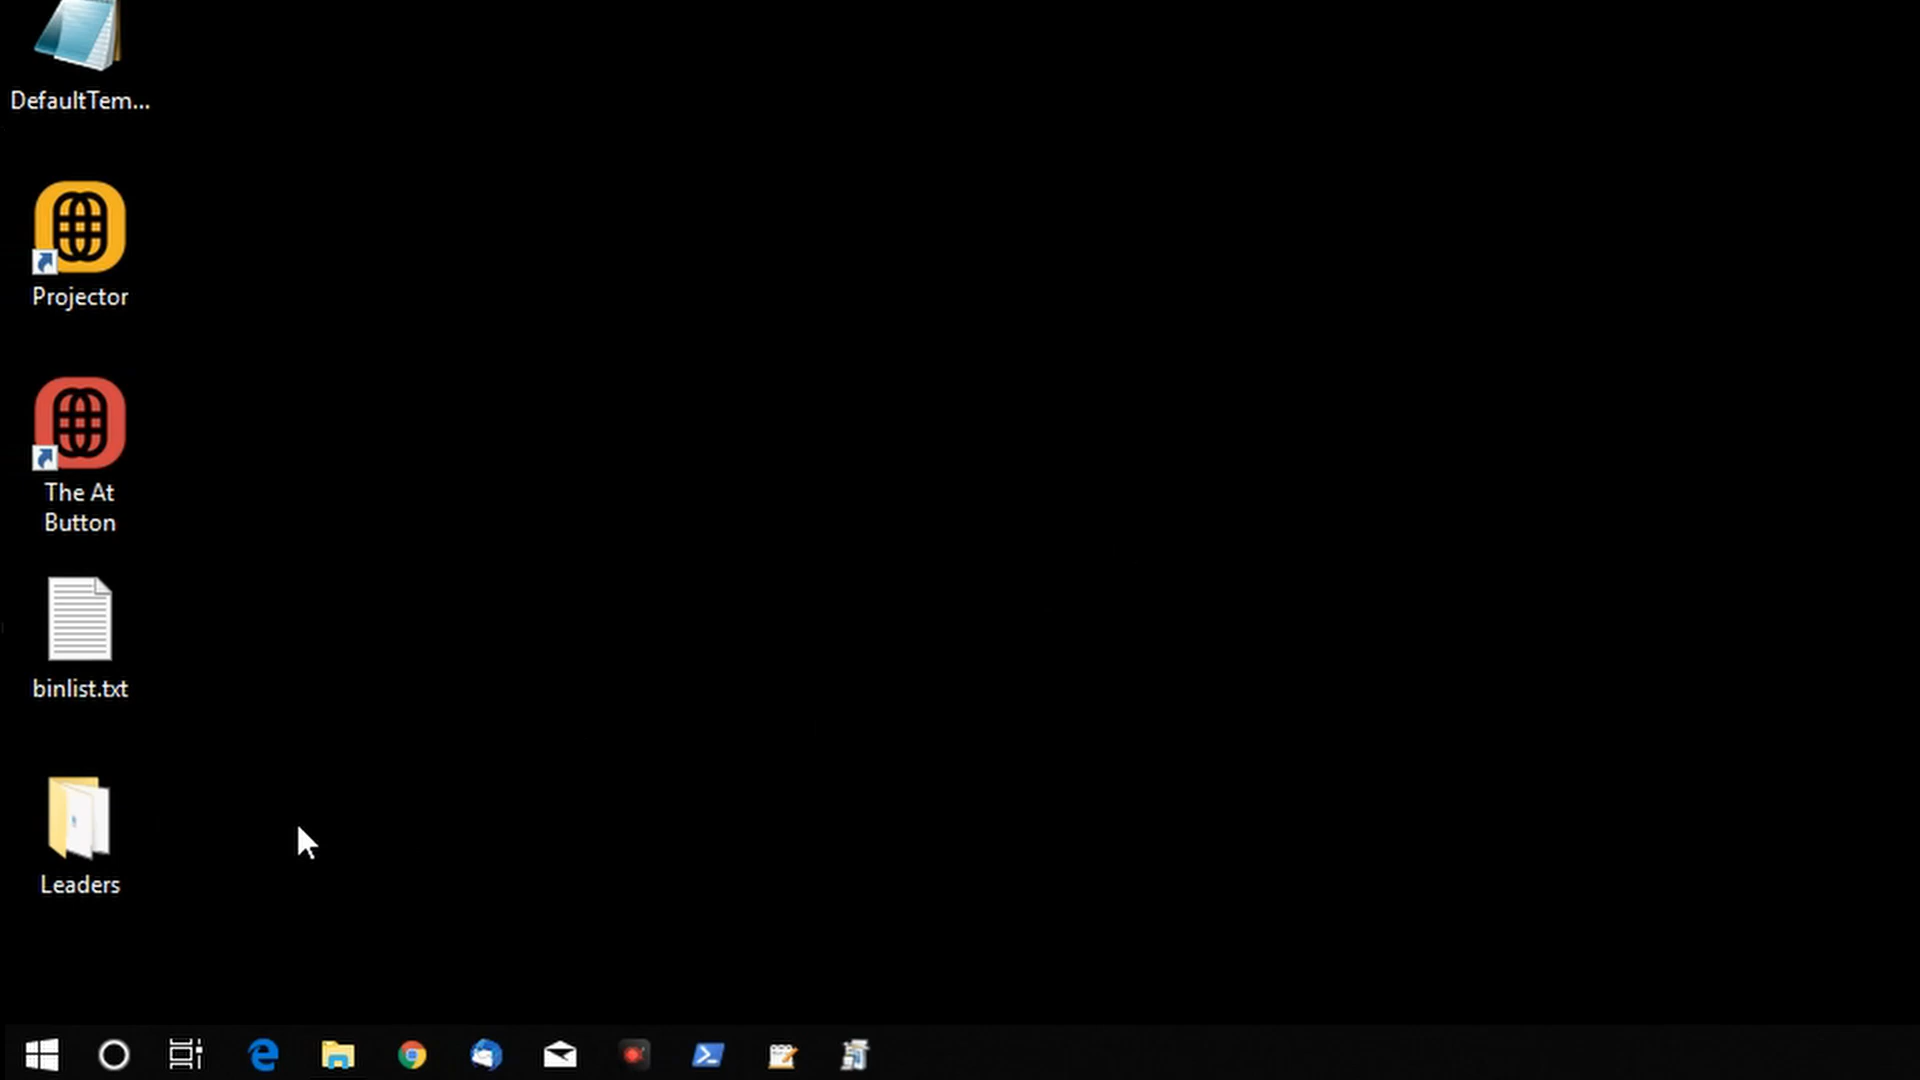 DefaultTem...
Projector
The At
Button
binlist.txt
Leaders